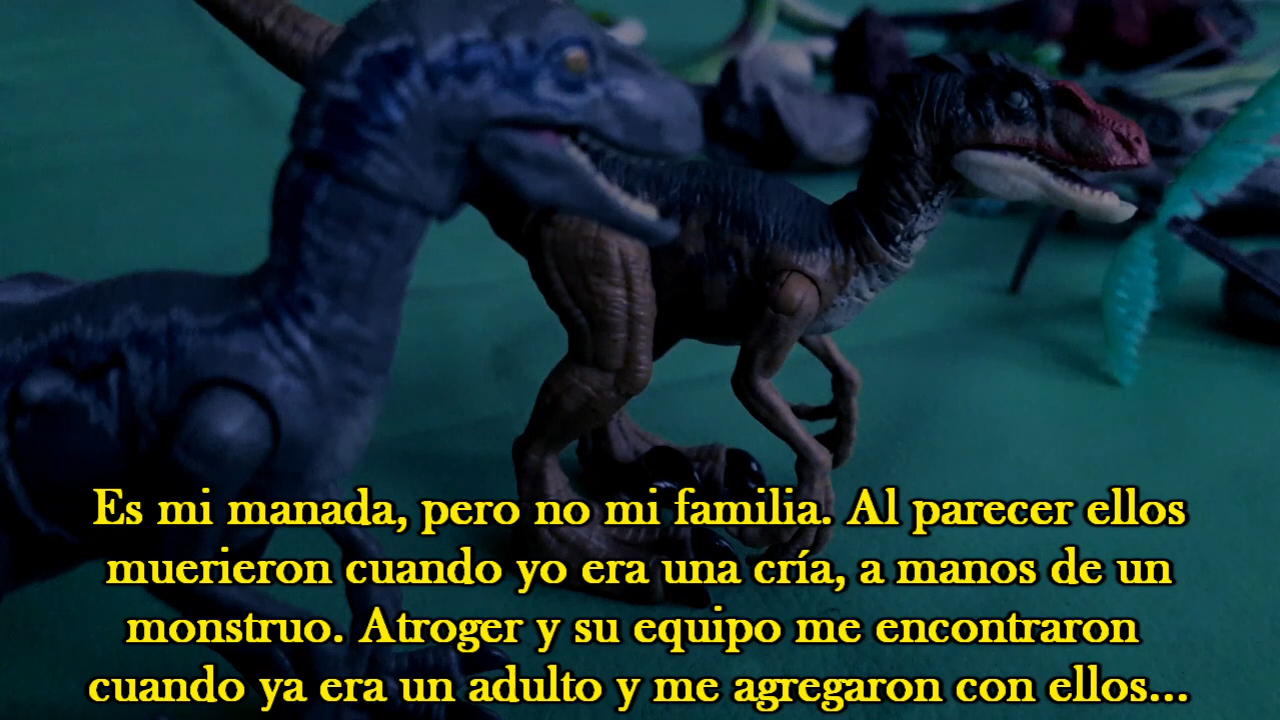 Es mi manada, pero no mi familia. Al parecer ellos
muerieron cuando yo era una cría, a manos de un
monstruo. Atroger y su equipo me encontraron
cuando ya era un adulto y me agregaron con ellos...